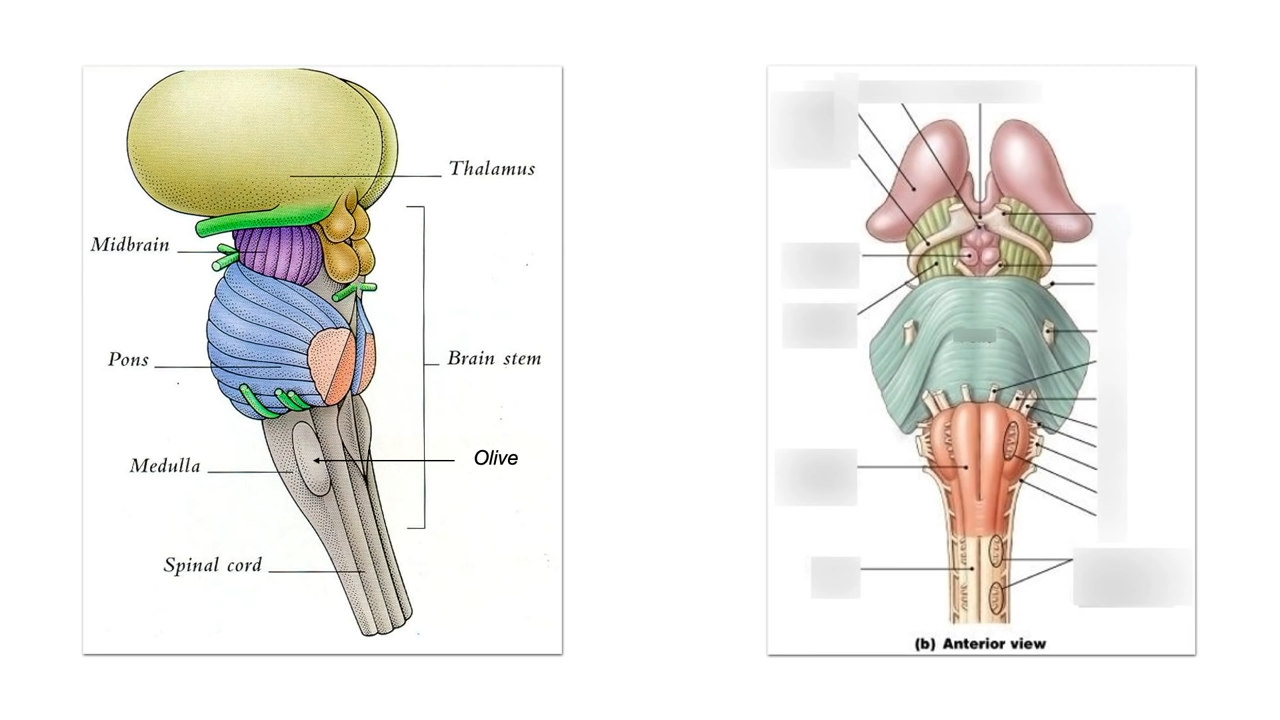 Thalamus
Midbrain
Pons
Brain stem
Olive
Medulla
Spinal cord
(b) Anterior view